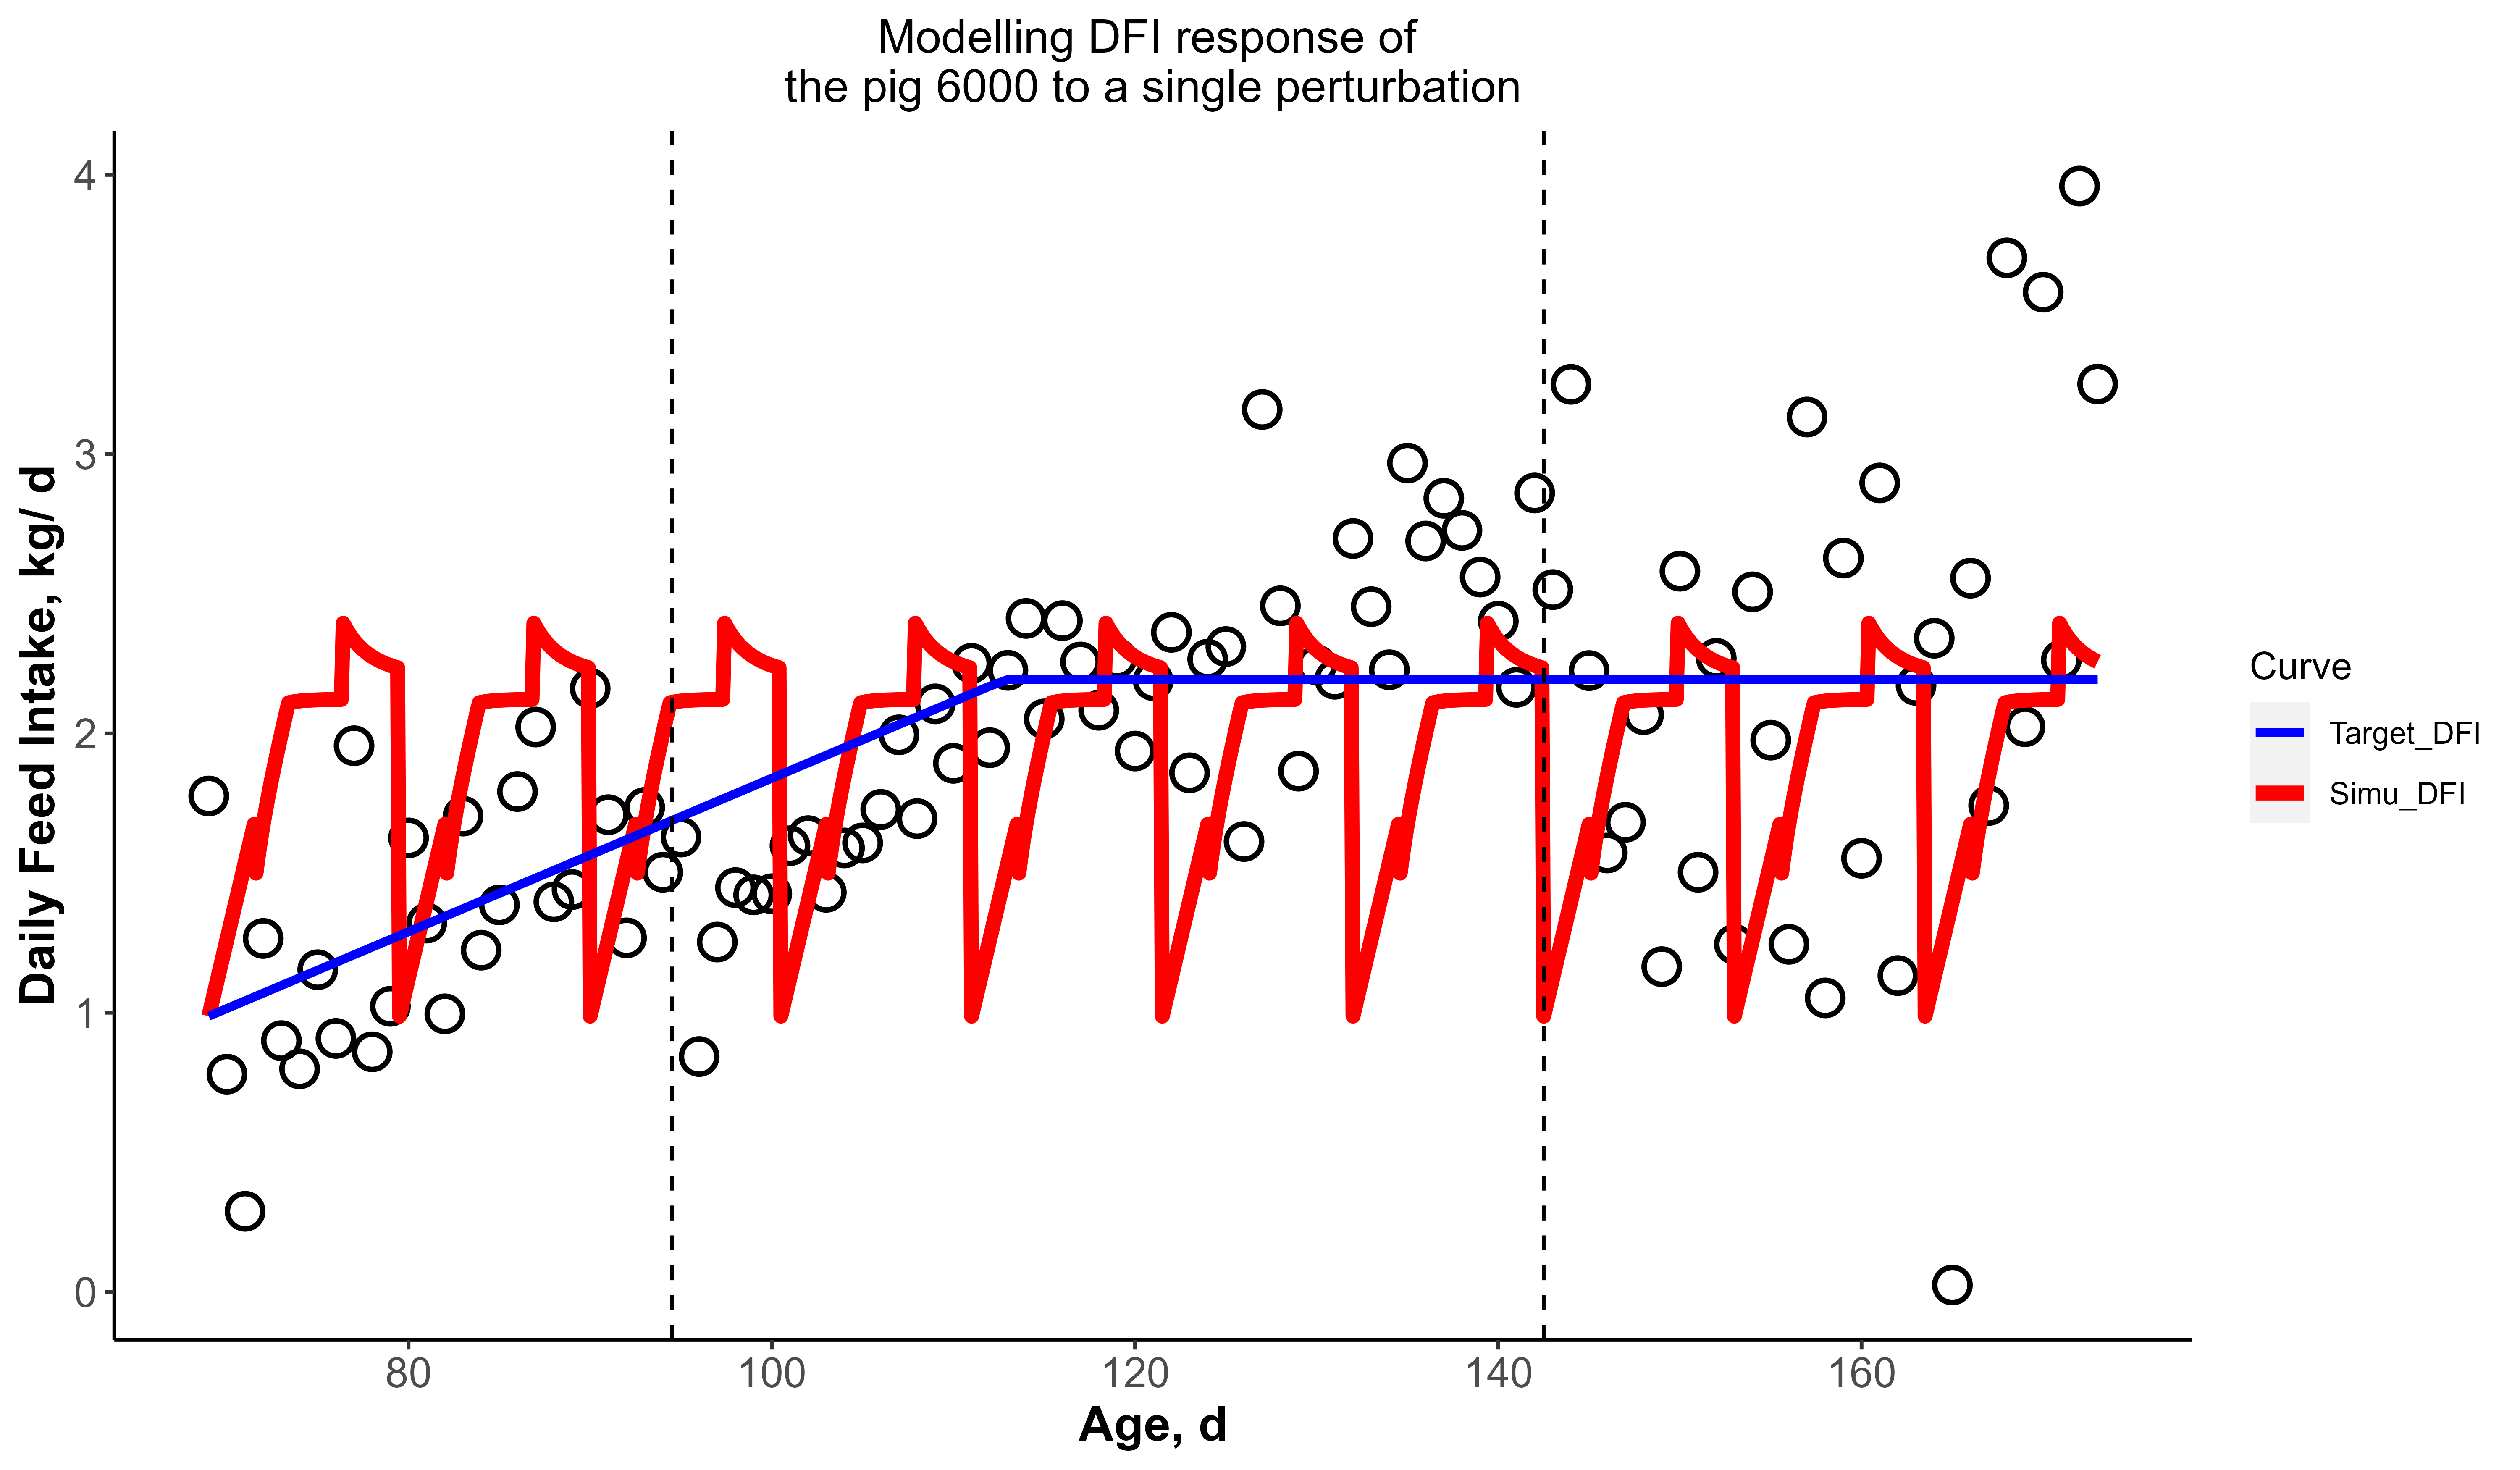 Modelling DFI response of
the pig 6000 to a single perturbation
4
3
2
1
0
Daily Feed Intake, kg/ d
80 100 120 140 160
Age, d
Curve
Target_DFI
Simu_DFI